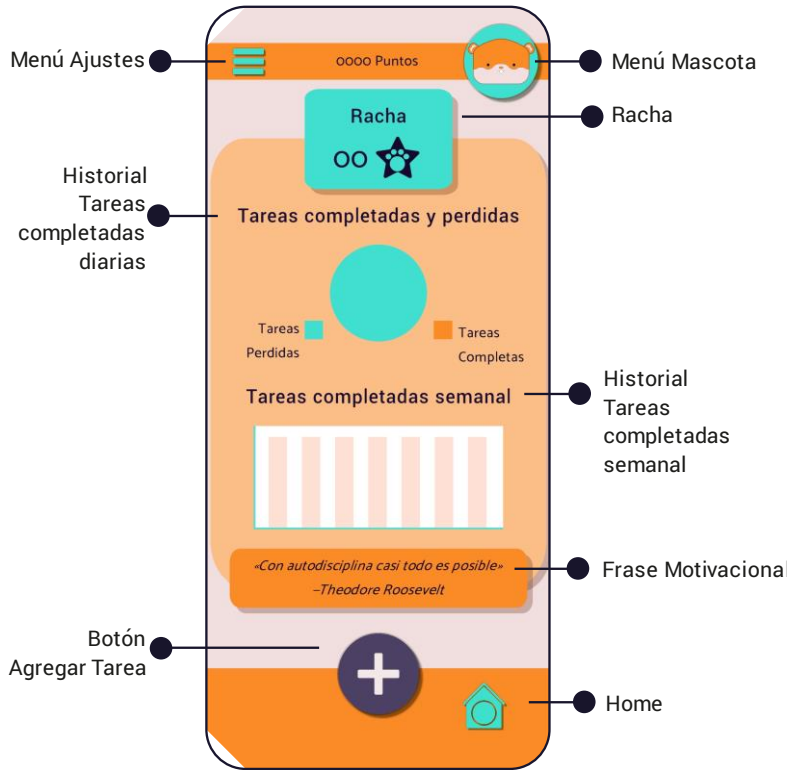 Menú Ajustes
0000 Puntos
Menú Mascota
Racha
00
Racha
Historial
Tareas
completadas
diarias
Tareas completadas y perdidas
Tareas
Perdidas
Tareas
Completas
Tareas completadas semanal
Historial
Tareas
completadas
semanal
«Con autodisciplina casi todo es posible»
–Theodore Roosevelt
Frase Motivacional
Botón
Agregar Tarea
Home